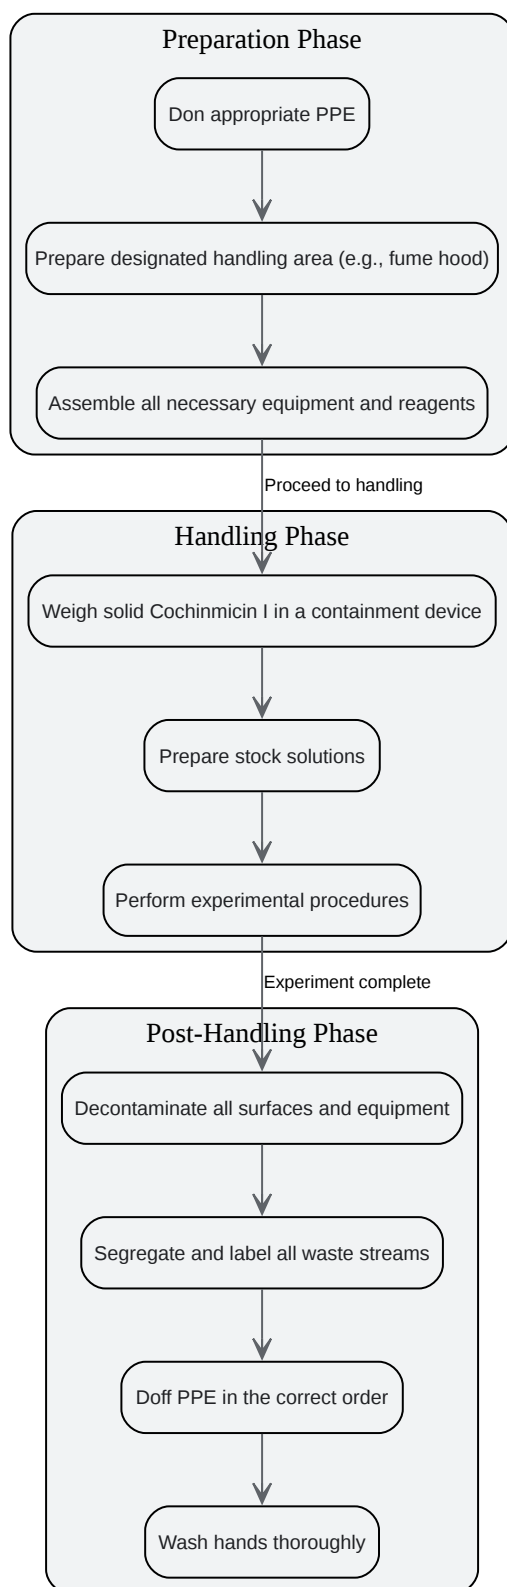 Preparation Phase
Don appropriate PPE
Prepare designated handling area (e.g., fume hood)
Assemble all necessary equipment and reagents
Proceed to handling
Handling Phase
Weigh solid Cochinmicin I in a containment device
Prepare stock solutions
Perform experimental procedures
Experiment complete
Post-Handling Phase
Decontaminate all surfaces and equipment
Segregate and label all waste streams
Doff PPE in the correct order
Wash hands thoroughly